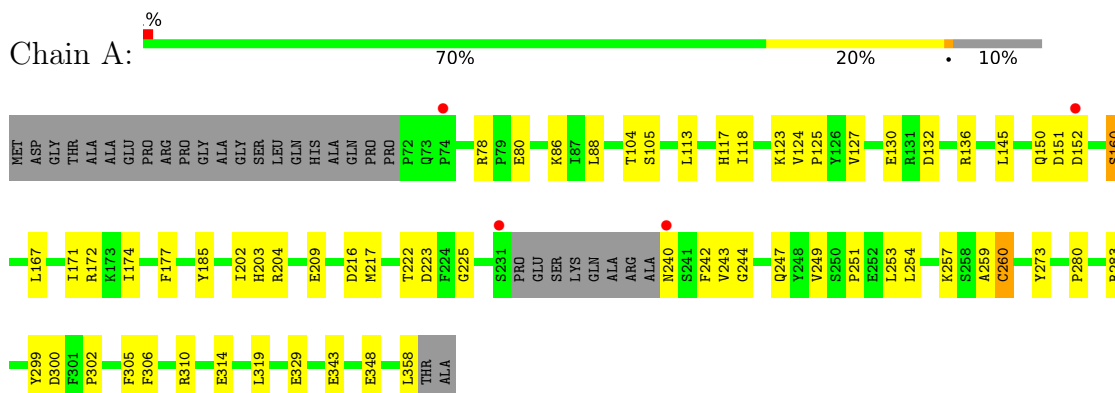 .%
Chain A:
70% 20% • 10%
MET ASP GLY THR ALA ALA GLU PRO ARG PRO GLY ALA GLY SER LEU GLN HIS ALA GLN PRO PRO P72 Q73 P74 R78 P79 E80 K86 I87 L88 T104 S105 L113 H117 I118 K123 V124 P125 Y126 V127 E130 R131 D132 R136 L145 Q150 D151 D152 S160
L167 I171 R172 K173 I174 F177 Y185 I202 H203 R204 E209 D216 M217 T222 D223 F224 G225 S231 PRO GLU SER LYS GLN ALA ARG ALA N240 S241 F242 V243 G244 Q247 Y248 V249 S250 P251 E252 L253 L254 K257 S258 A259 C260 Y273 P280
Y299 D300 F301 P302 F305 F306 R310 E314 L319 E329 E343 E348 L358 THR ALA